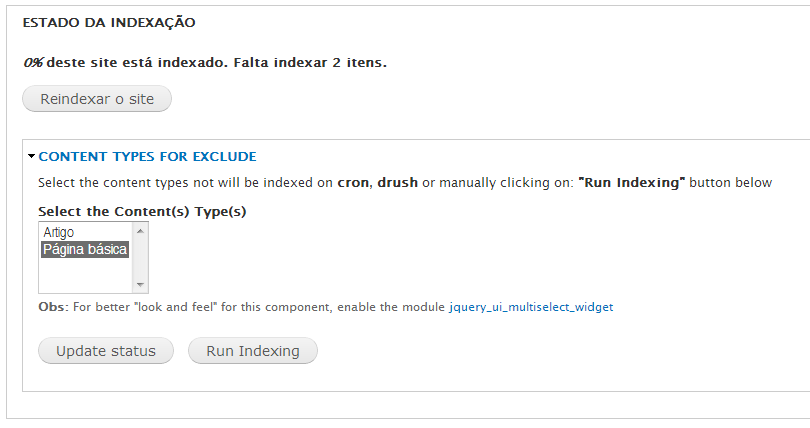 ESTADO DA INDEXAÇÃO
0% deste site está indexado. Falta indexar 2 itens.
Reindexar o site
CONTENT TYPES FOR EXCLUDE
Select the content types not will be indexed on cron, drush or manually clicking on: "Run Indexing" button below
Select the Content(s) Type(s)
Artigo
Página básica
Obs: For better "look and feel" for this component, enable the module jquery_ui_multiselect_widget
Update status Run Indexing